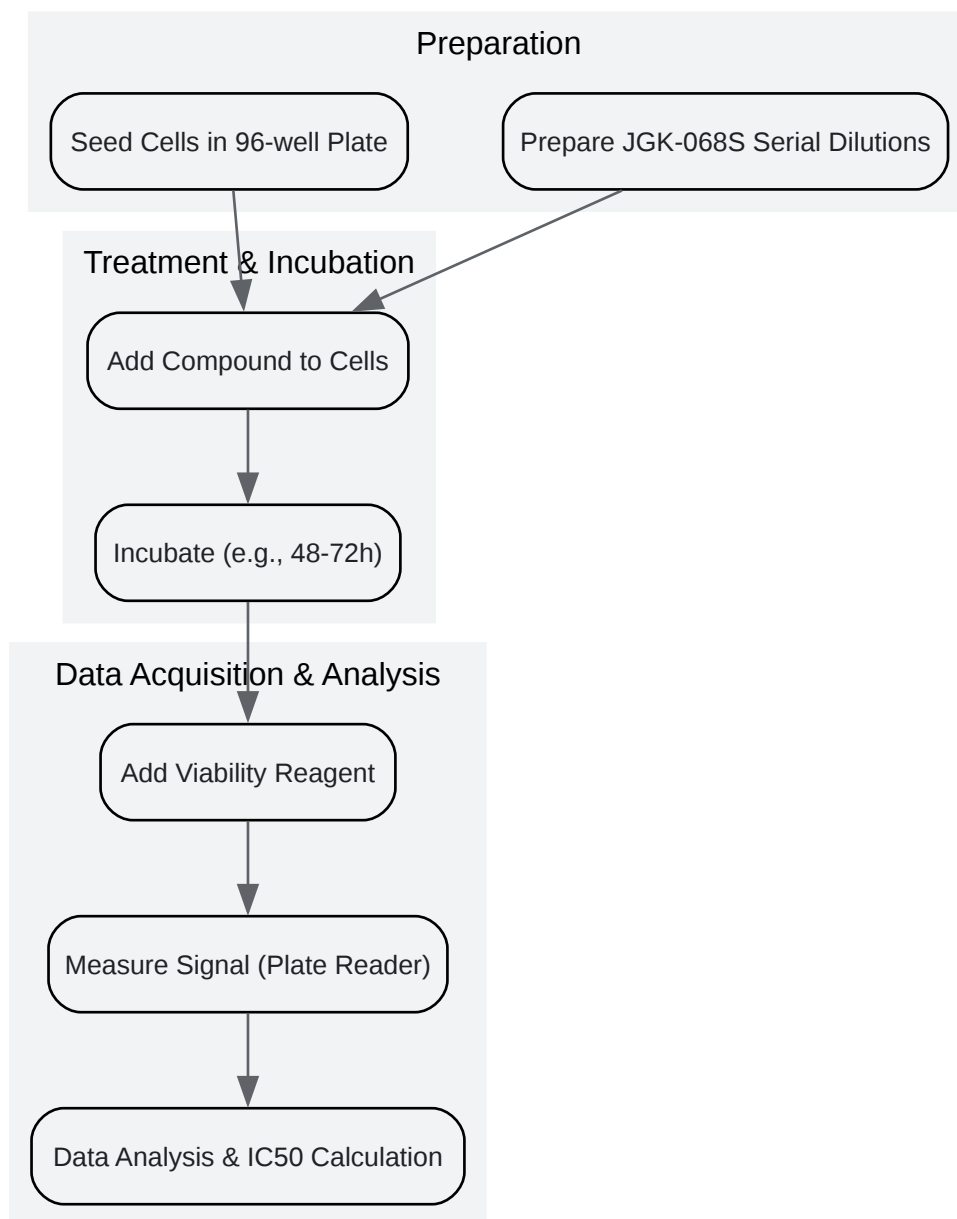 Preparation
Seed Cells in 96-well Plate
Prepare JGK-068S Serial Dilutions
Treatment & Incubation
Add Compound to Cells
Incubate (e.g., 48-72h)
Data Acquisition & Analysis
Add Viability Reagent
Measure Signal (Plate Reader)
Data Analysis & IC50 Calculation